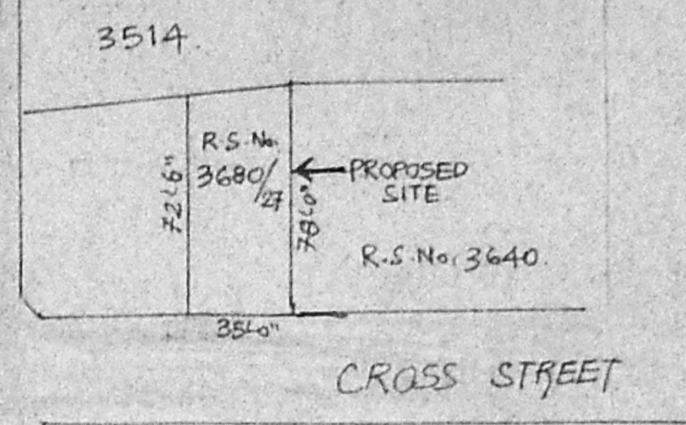 3514.
R.S.No.
3680/27
72'-6"
78'-0"
PROPOSED
SITE
R.S.No. 3640.
35'-0"
CROSS STREET